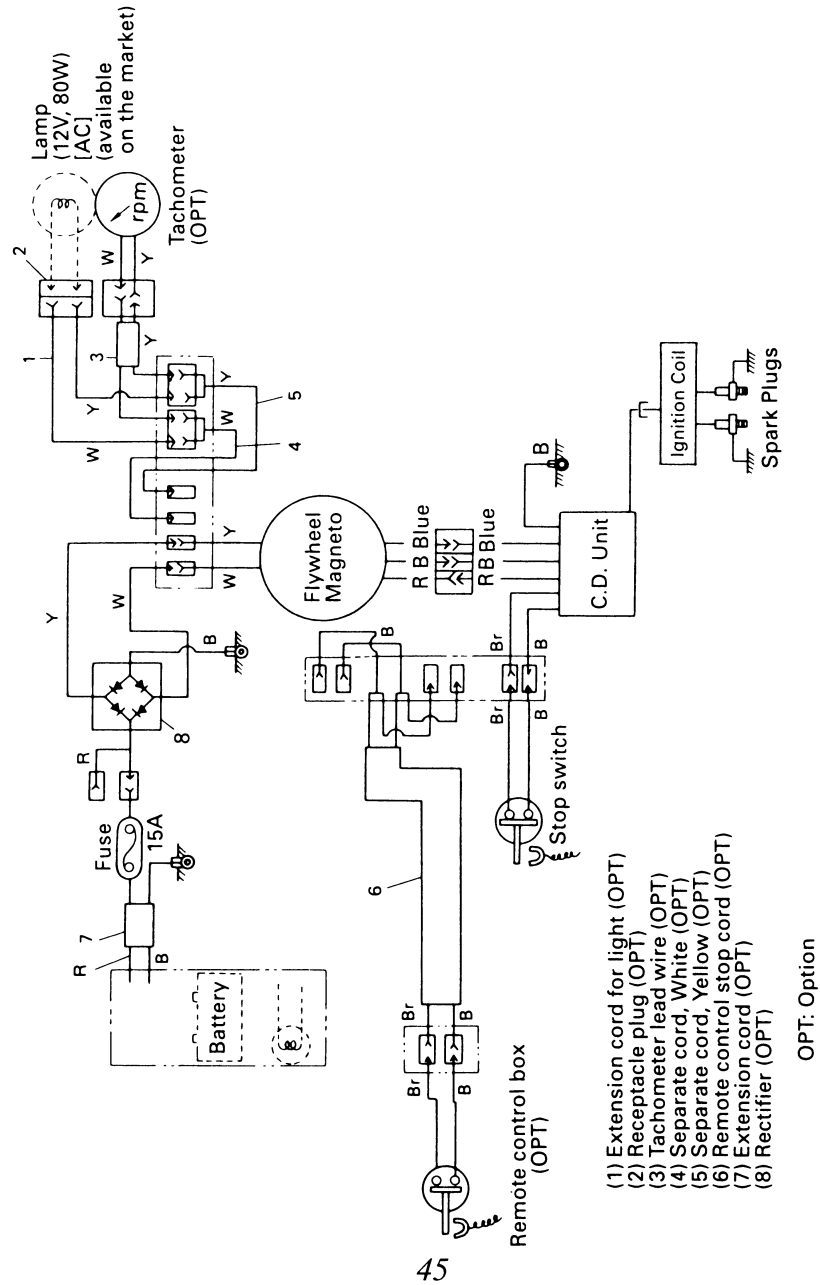 Lamp
(12V, 80W)
[AC]
(available
on the market)
rpm
Tachometer
(OPT)
2
1
W
Y
3
Y
Y
W
Y
W
5
4
Y
W
Y
W
Flywheel
Magneto
R B Blue
R B Blue
B
C.D. Unit
Ignition Coil
Spark Plugs
B
8
R
Fuse
15A
7
R
B
Battery
B
Br
B
Br
B
Stop switch
6
Br
B
Br
B
Remote control box
(OPT)
(1) Extension cord for light (OPT)
(2) Receptacle plug (OPT)
(3) Tachometer lead wire (OPT)
(4) Separate cord, White (OPT)
(5) Separate cord, Yellow (OPT)
(6) Remote control stop cord (OPT)
(7) Extension cord (OPT)
(8) Rectifier (OPT)
OPT: Option
45